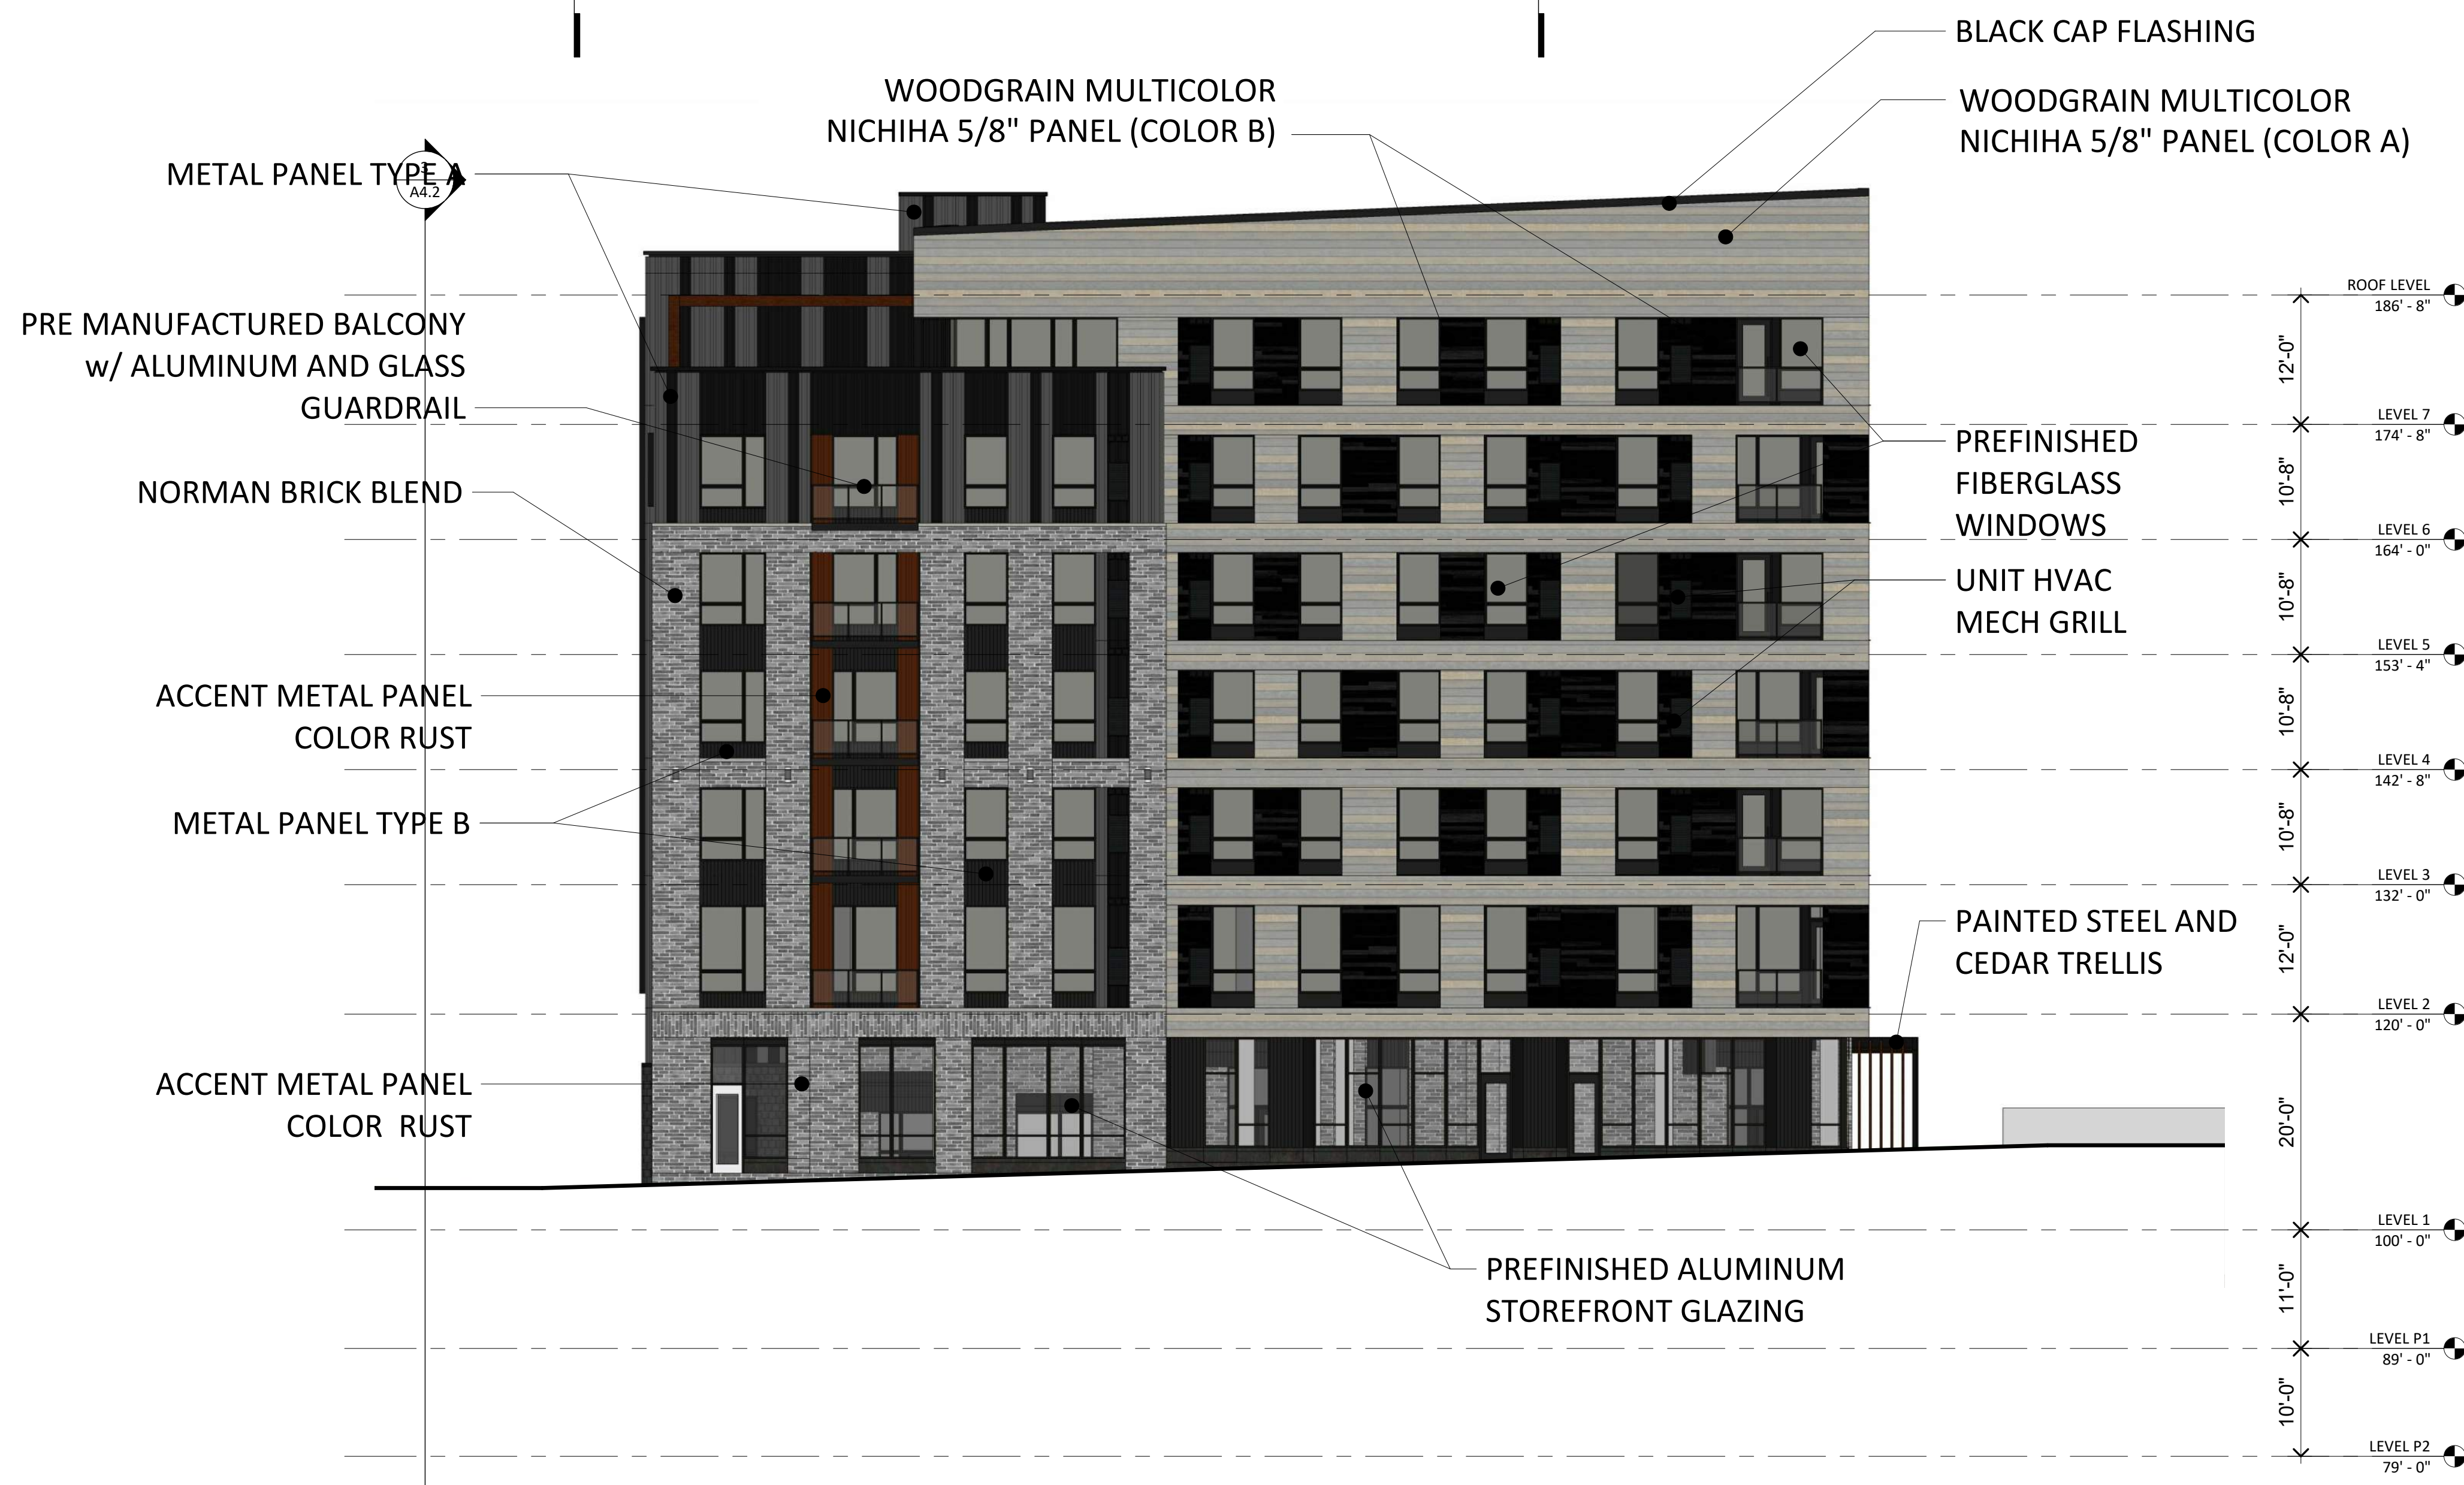 BLACK CAP FLASHING
WOODGRAIN MULTICOLOR
NICHIHA 5/8" PANEL (COLOR B)
WOODGRAIN MULTICOLOR
NICHIHA 5/8" PANEL (COLOR A)
METAL PANEL TYPE A
3
A4.2
PRE MANUFACTURED BALCONY
w/ ALUMINUM AND GLASS
GUARDRAIL
NORMAN BRICK BLEND
ACCENT METAL PANEL
COLOR RUST
METAL PANEL TYPE B
ACCENT METAL PANEL
COLOR  RUST
PREFINISHED
FIBERGLASS
WINDOWS
UNIT HVAC
MECH GRILL
PAINTED STEEL AND
CEDAR TRELLIS
PREFINISHED ALUMINUM
STOREFRONT GLAZING
ROOF LEVEL
186' - 8"
12'-0"
LEVEL 7
174' - 8"
10'-8"
LEVEL 6
164' - 0"
10'-8"
LEVEL 5
153' - 4"
10'-8"
LEVEL 4
142' - 8"
10'-8"
LEVEL 3
132' - 0"
12'-0"
LEVEL 2
120' - 0"
20'-0"
LEVEL 1
100' - 0"
11'-0"
LEVEL P1
89' - 0"
10'-0"
LEVEL P2
79' - 0"